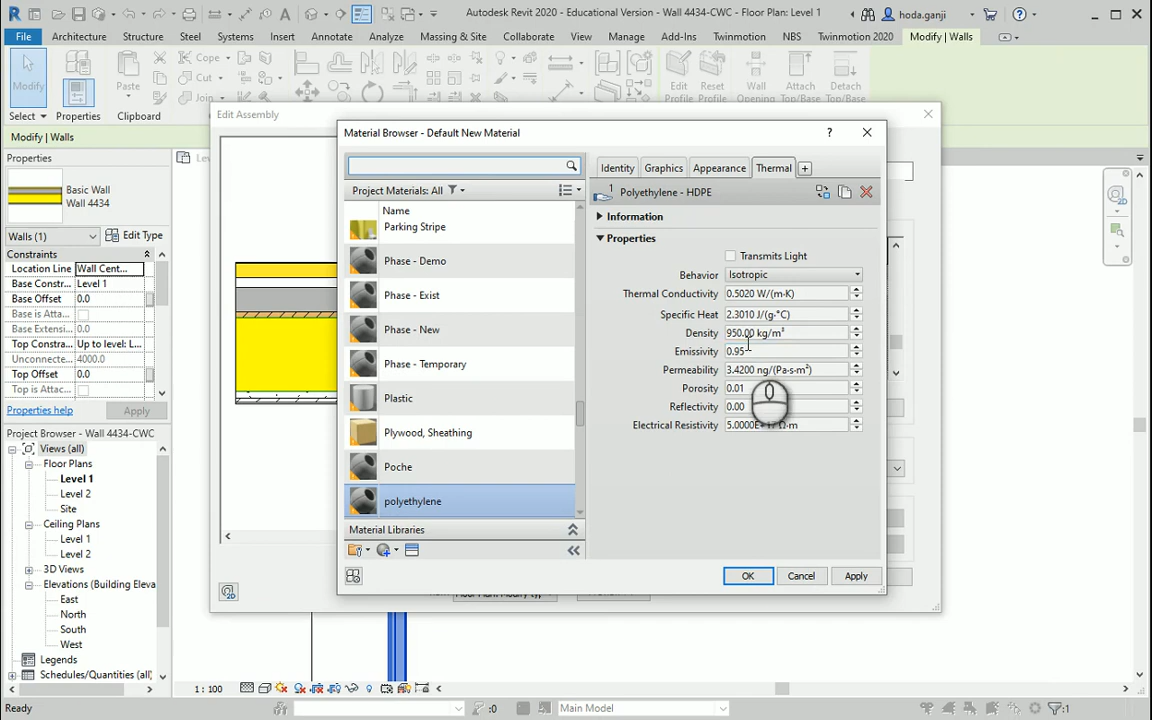 Autodesk Revit 2020 - Educational Version - Wall 4434-CWC - Floor Plan: Level 1
hoda.ganji
File
Architecture
Structure
Steel
Systems
Insert
Annotate
Analyze
Massing & Site
Collaborate
View
Manage
Add-Ins
Twinmotion
NBS
Twinmotion 2020
Modify | Walls
Modify
Properties
Paste
Cope
Cut
Join
Edit Profile
Reset Profile
Wall Opening
Attach Top/Base
Detach Top/Base
Select
Properties
Clipboard
Modify | Walls
Properties
Basic Wall
Wall 4434
Walls (1)
Edit Type
Constraints
Location Line Wall Cent...
Base Constr... Level 1
Base Offset 0.0
Base is Atta...
Base Extensi...
Top Constra... Up to level: L...
Unconnecte... 4000.0
Top Offset 0.0
Top is Attac...
Properties help
Apply
Project Browser - Wall 4434-CWC
Views (all)
Floor Plans
Level 1
Level 2
Site
Ceiling Plans
Level 1
Level 2
3D Views
Elevations (Building Eleva
East
North
South
West
Legends
Schedules/Quantities (all)
Ready
Edit Assembly
Material Browser - Default New Material
?
Project Materials: All
Name
Parking Stripe
Phase - Demo
Phase - Exist
Phase - New
Phase - Temporary
Plastic
Plywood, Sheathing
Poche
polyethylene
Material Libraries
Identity
Graphics
Appearance
Thermal
1
Polyethylene - HDPE
Information
Properties
Transmits Light
Behavior Isotropic
Thermal Conductivity 0.5020 W/(m·K)
Specific Heat 2.3010 J/(g·°C)
Density 950.00 kg/m³
Emissivity 0.95
Permeability 3.4200 ng/(Pa·s·m²)
Porosity 0.01
Reflectivity 0.00
Electrical Resistivity
OK
Cancel
Apply
1 : 100
:0
Main Model
:1